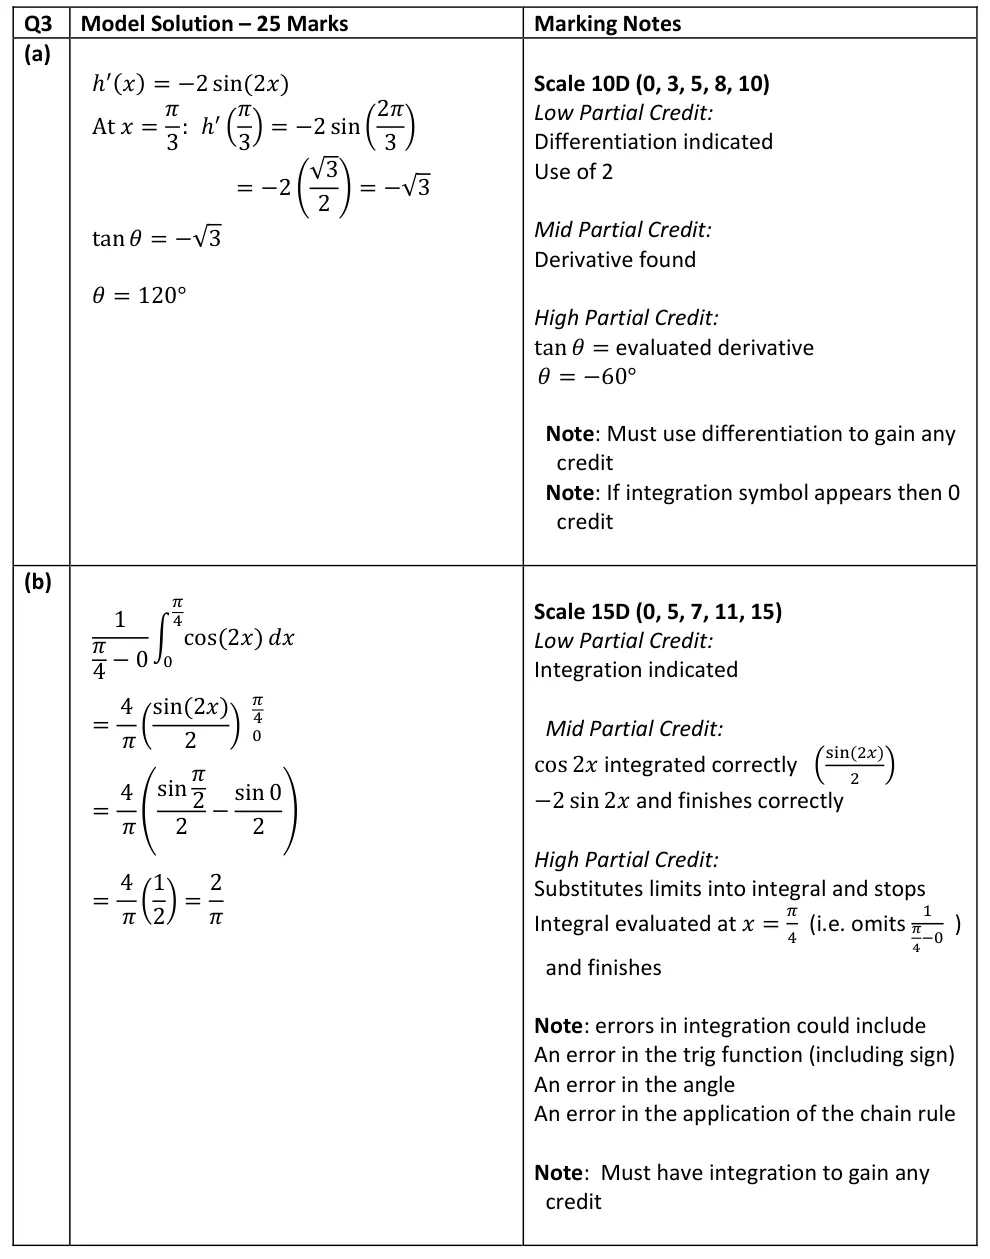 Q3 Model Solution – 25 Marks Marking Notes
(a)
h′(x) = −2 sin(2x)
At x = π/3: h′(π/3) = −2 sin(2π/3)
= −2(√3/2) = −√3
tan θ = −√3
θ = 120°
Scale 10D (0, 3, 5, 8, 10)
Low Partial Credit:
Differentiation indicated
Use of 2
Mid Partial Credit:
Derivative found
High Partial Credit:
tan θ = evaluated derivative
θ = −60°
Note: Must use differentiation to gain any
credit
Note: If integration symbol appears then 0
credit
(b)
1/(π/4 − 0) ∫₀^(π/4) cos(2x) dx
= 4/π (sin(2x)/2) π/4 0
= 4/π (sin π/2 / 2 − sin 0 / 2)
= 4/π (1/2) = 2/π
Scale 15D (0, 5, 7, 11, 15)
Low Partial Credit:
Integration indicated
Mid Partial Credit:
cos 2x integrated correctly (sin(2x)/2)
−2 sin 2x and finishes correctly
High Partial Credit:
Substitutes limits into integral and stops
Integral evaluated at x = π/4 (i.e. omits 1/(π/4−0) )
and finishes
Note: errors in integration could include
An error in the trig function (including sign)
An error in the angle
An error in the application of the chain rule
Note: Must have integration to gain any
credit